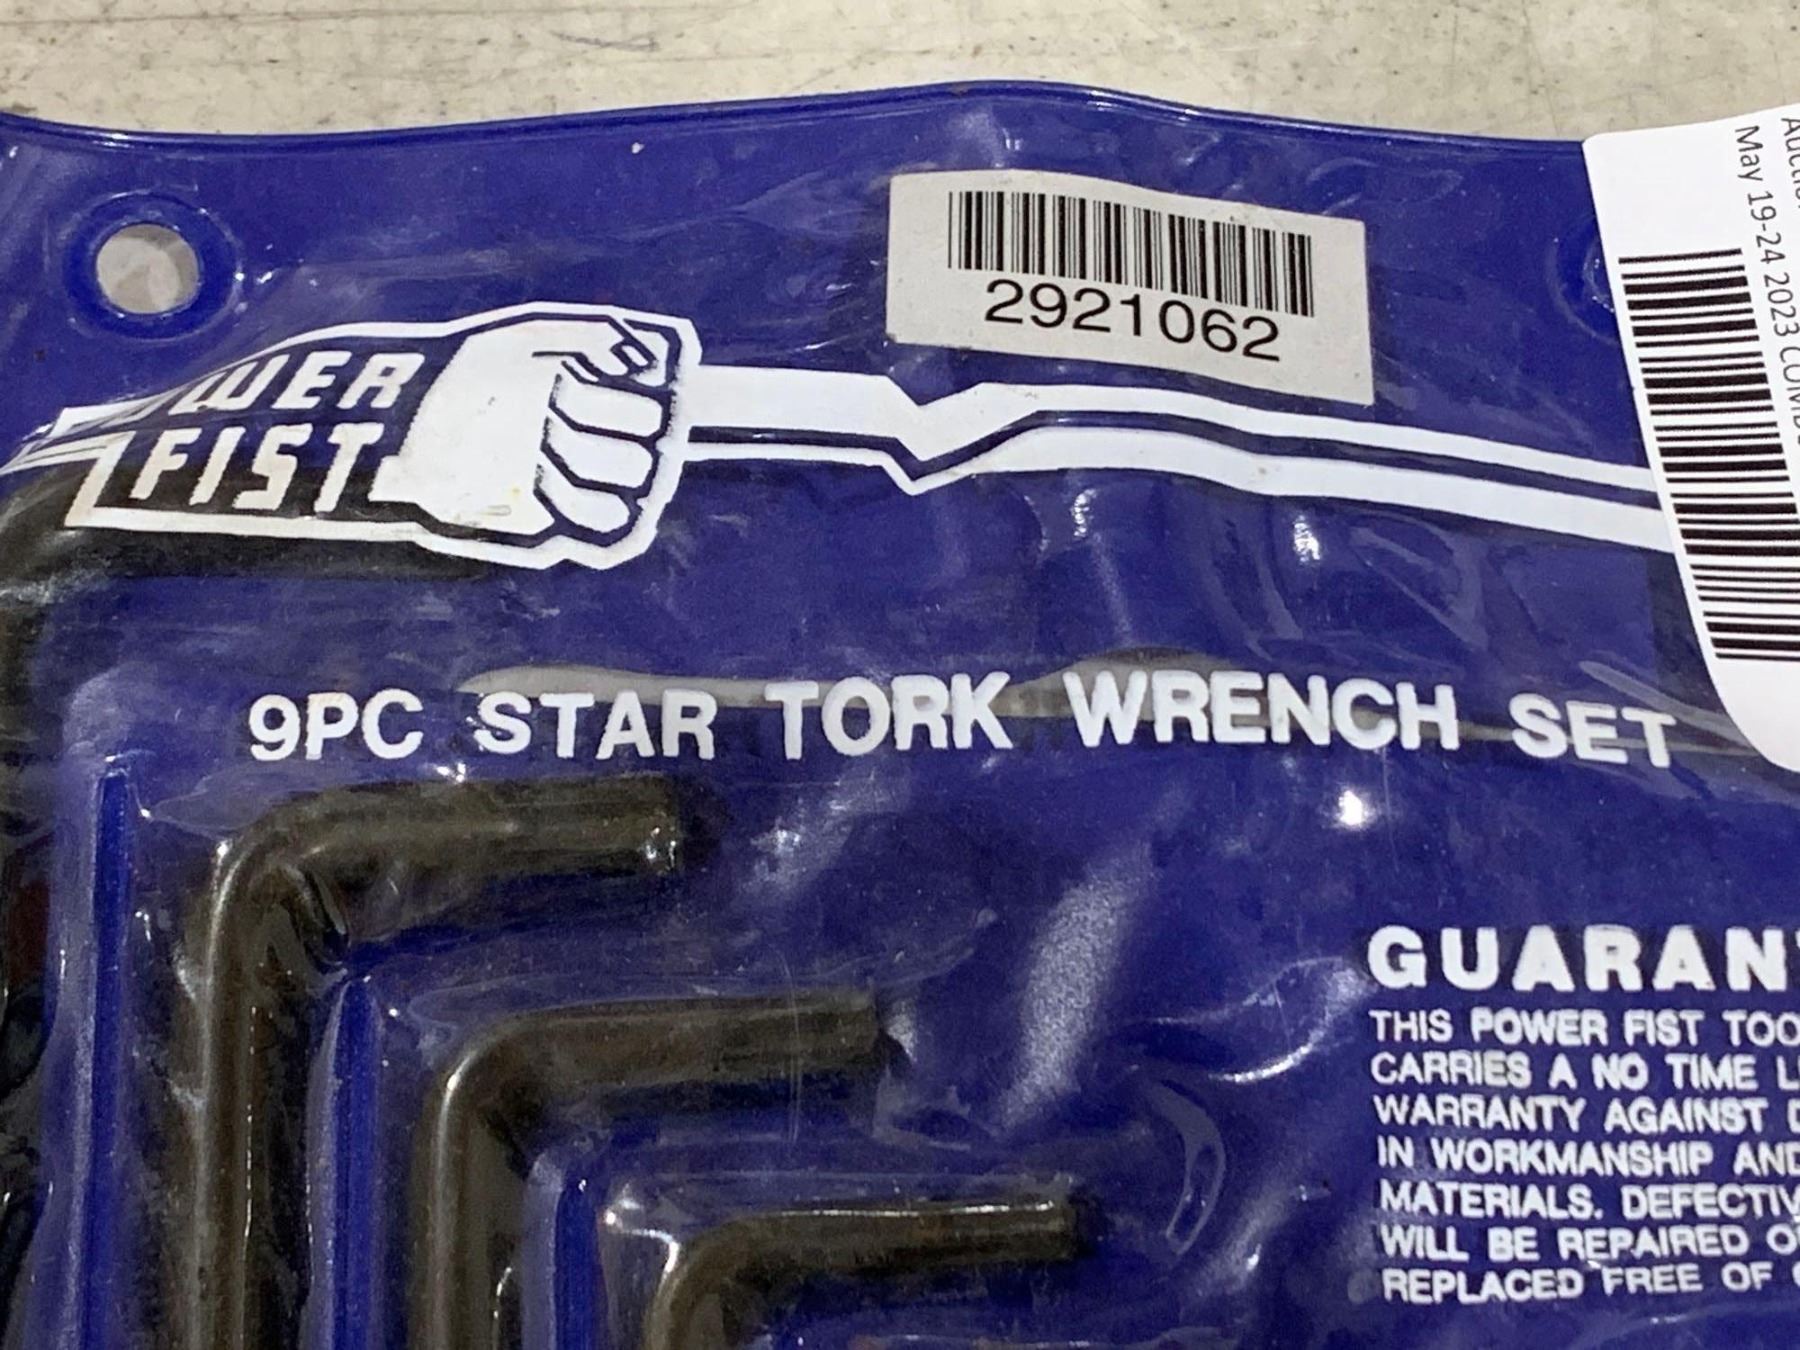 May 19-24 2023
2921062
POWER
FIST
9PC STAR TORK WRENCH SET
GUARAN
THIS POWER FIST TOO
CARRIES A NO TIME L
WARRANTY AGAINST D
IN WORKMANSHIP AND
MATERIALS. DEFECTIV
WILL BE REPAIRED O
REPLACED FREE OF